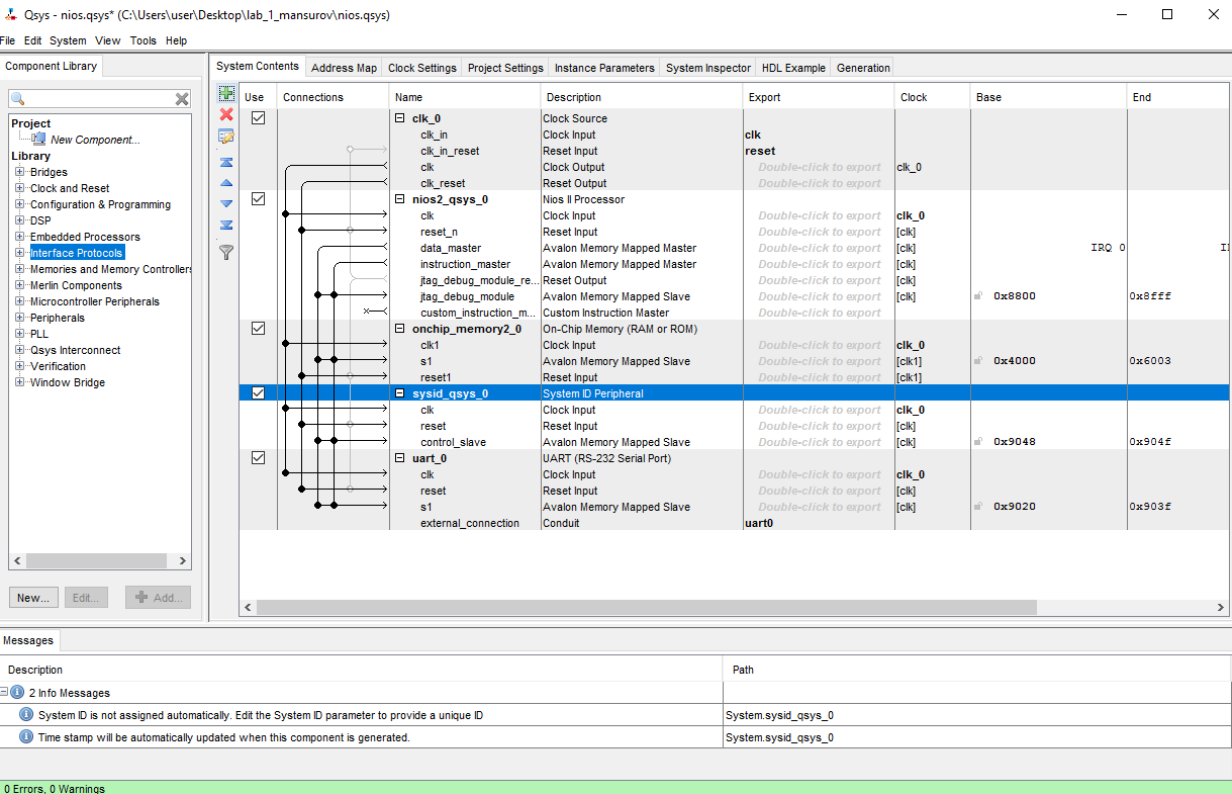 Qsys - nios.qsys* (C:\Users\user\Desktop\lab_1_mansurov\nios.qsys)
File Edit System View Tools Help
Component Library
Project
New Component...
Library
Bridges
Clock and Reset
Configuration & Programming
DSP
Embedded Processors
Interface Protocols
Memories and Memory Controllers
Merlin Components
Microcontroller Peripherals
Peripherals
PLL
Qsys Interconnect
Verification
Window Bridge
New... Edit... Add...
System Contents Address Map Clock Settings Project Settings Instance Parameters System Inspector HDL Example Generation
Use Connections Name Description Export Clock Base End
clk_0 Clock Source
clk_in Clock Input clk
clk_in_reset Reset Input reset
clk Clock Output Double-click to export clk_0
clk_reset Reset Output Double-click to export
nios2_qsys_0 Nios II Processor
clk Clock Input Double-click to export clk_0
reset_n Reset Input Double-click to export [clk]
data_master Avalon Memory Mapped Master Double-click to export [clk] IRQ 0
instruction_master Avalon Memory Mapped Master Double-click to export [clk]
jtag_debug_module_re... Reset Output Double-click to export [clk]
jtag_debug_module Avalon Memory Mapped Slave Double-click to export [clk] 0x8800 0x8fff
custom_instruction_m... Custom Instruction Master Double-click to export
onchip_memory2_0 On-Chip Memory (RAM or ROM)
clk1 Clock Input Double-click to export clk_0
s1 Avalon Memory Mapped Slave Double-click to export [clk1] 0x4000 0x6003
reset1 Reset Input Double-click to export [clk1]
sysid_qsys_0 System ID Peripheral
clk Clock Input Double-click to export clk_0
reset Reset Input Double-click to export [clk]
control_slave Avalon Memory Mapped Slave Double-click to export [clk] 0x9048 0x904f
uart_0 UART (RS-232 Serial Port)
clk Clock Input Double-click to export clk_0
reset Reset Input Double-click to export [clk]
s1 Avalon Memory Mapped Slave Double-click to export [clk] 0x9020 0x903f
external_connection Conduit uart0
Messages
Description Path
2 Info Messages
System ID is not assigned automatically. Edit the System ID parameter to provide a unique ID System.sysid_qsys_0
Time stamp will be automatically updated when this component is generated. System.sysid_qsys_0
0 Errors, 0 Warnings